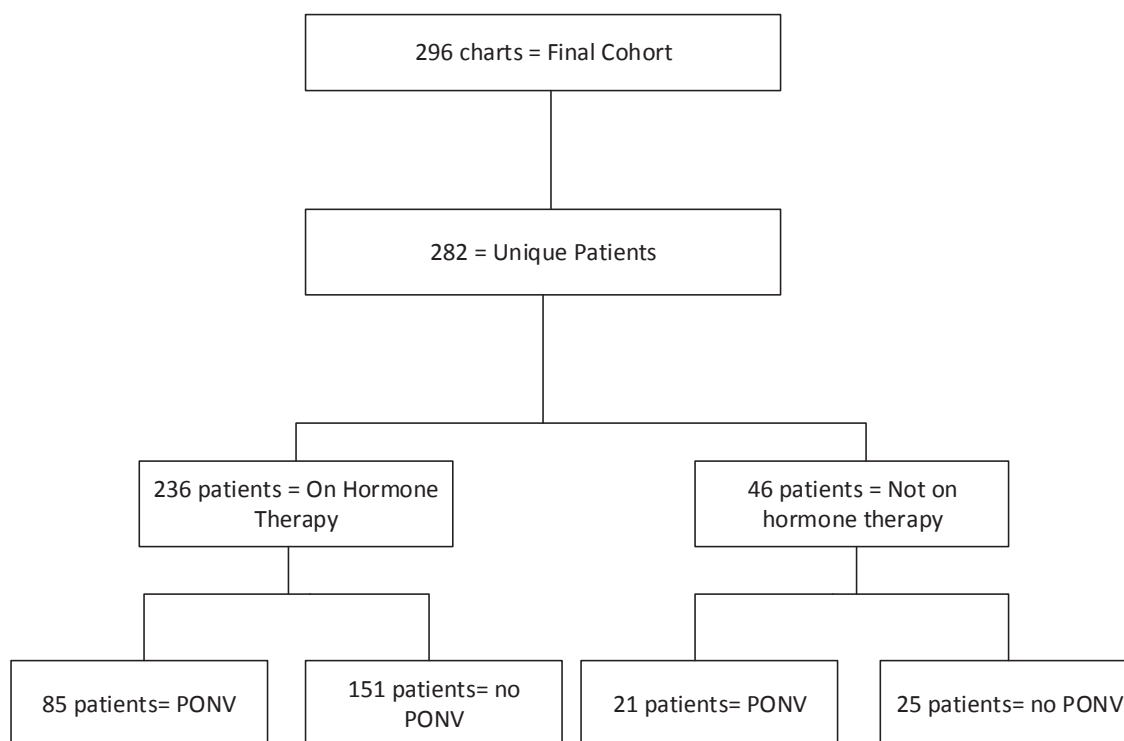 296 charts = Final Cohort
282 = Unique Patients
236 patients = On Hormone
Therapy
46 patients = Not on
hormone therapy
85 patients= PONV
151 patients= no
PONV
21 patients= PONV
25 patients= no PONV